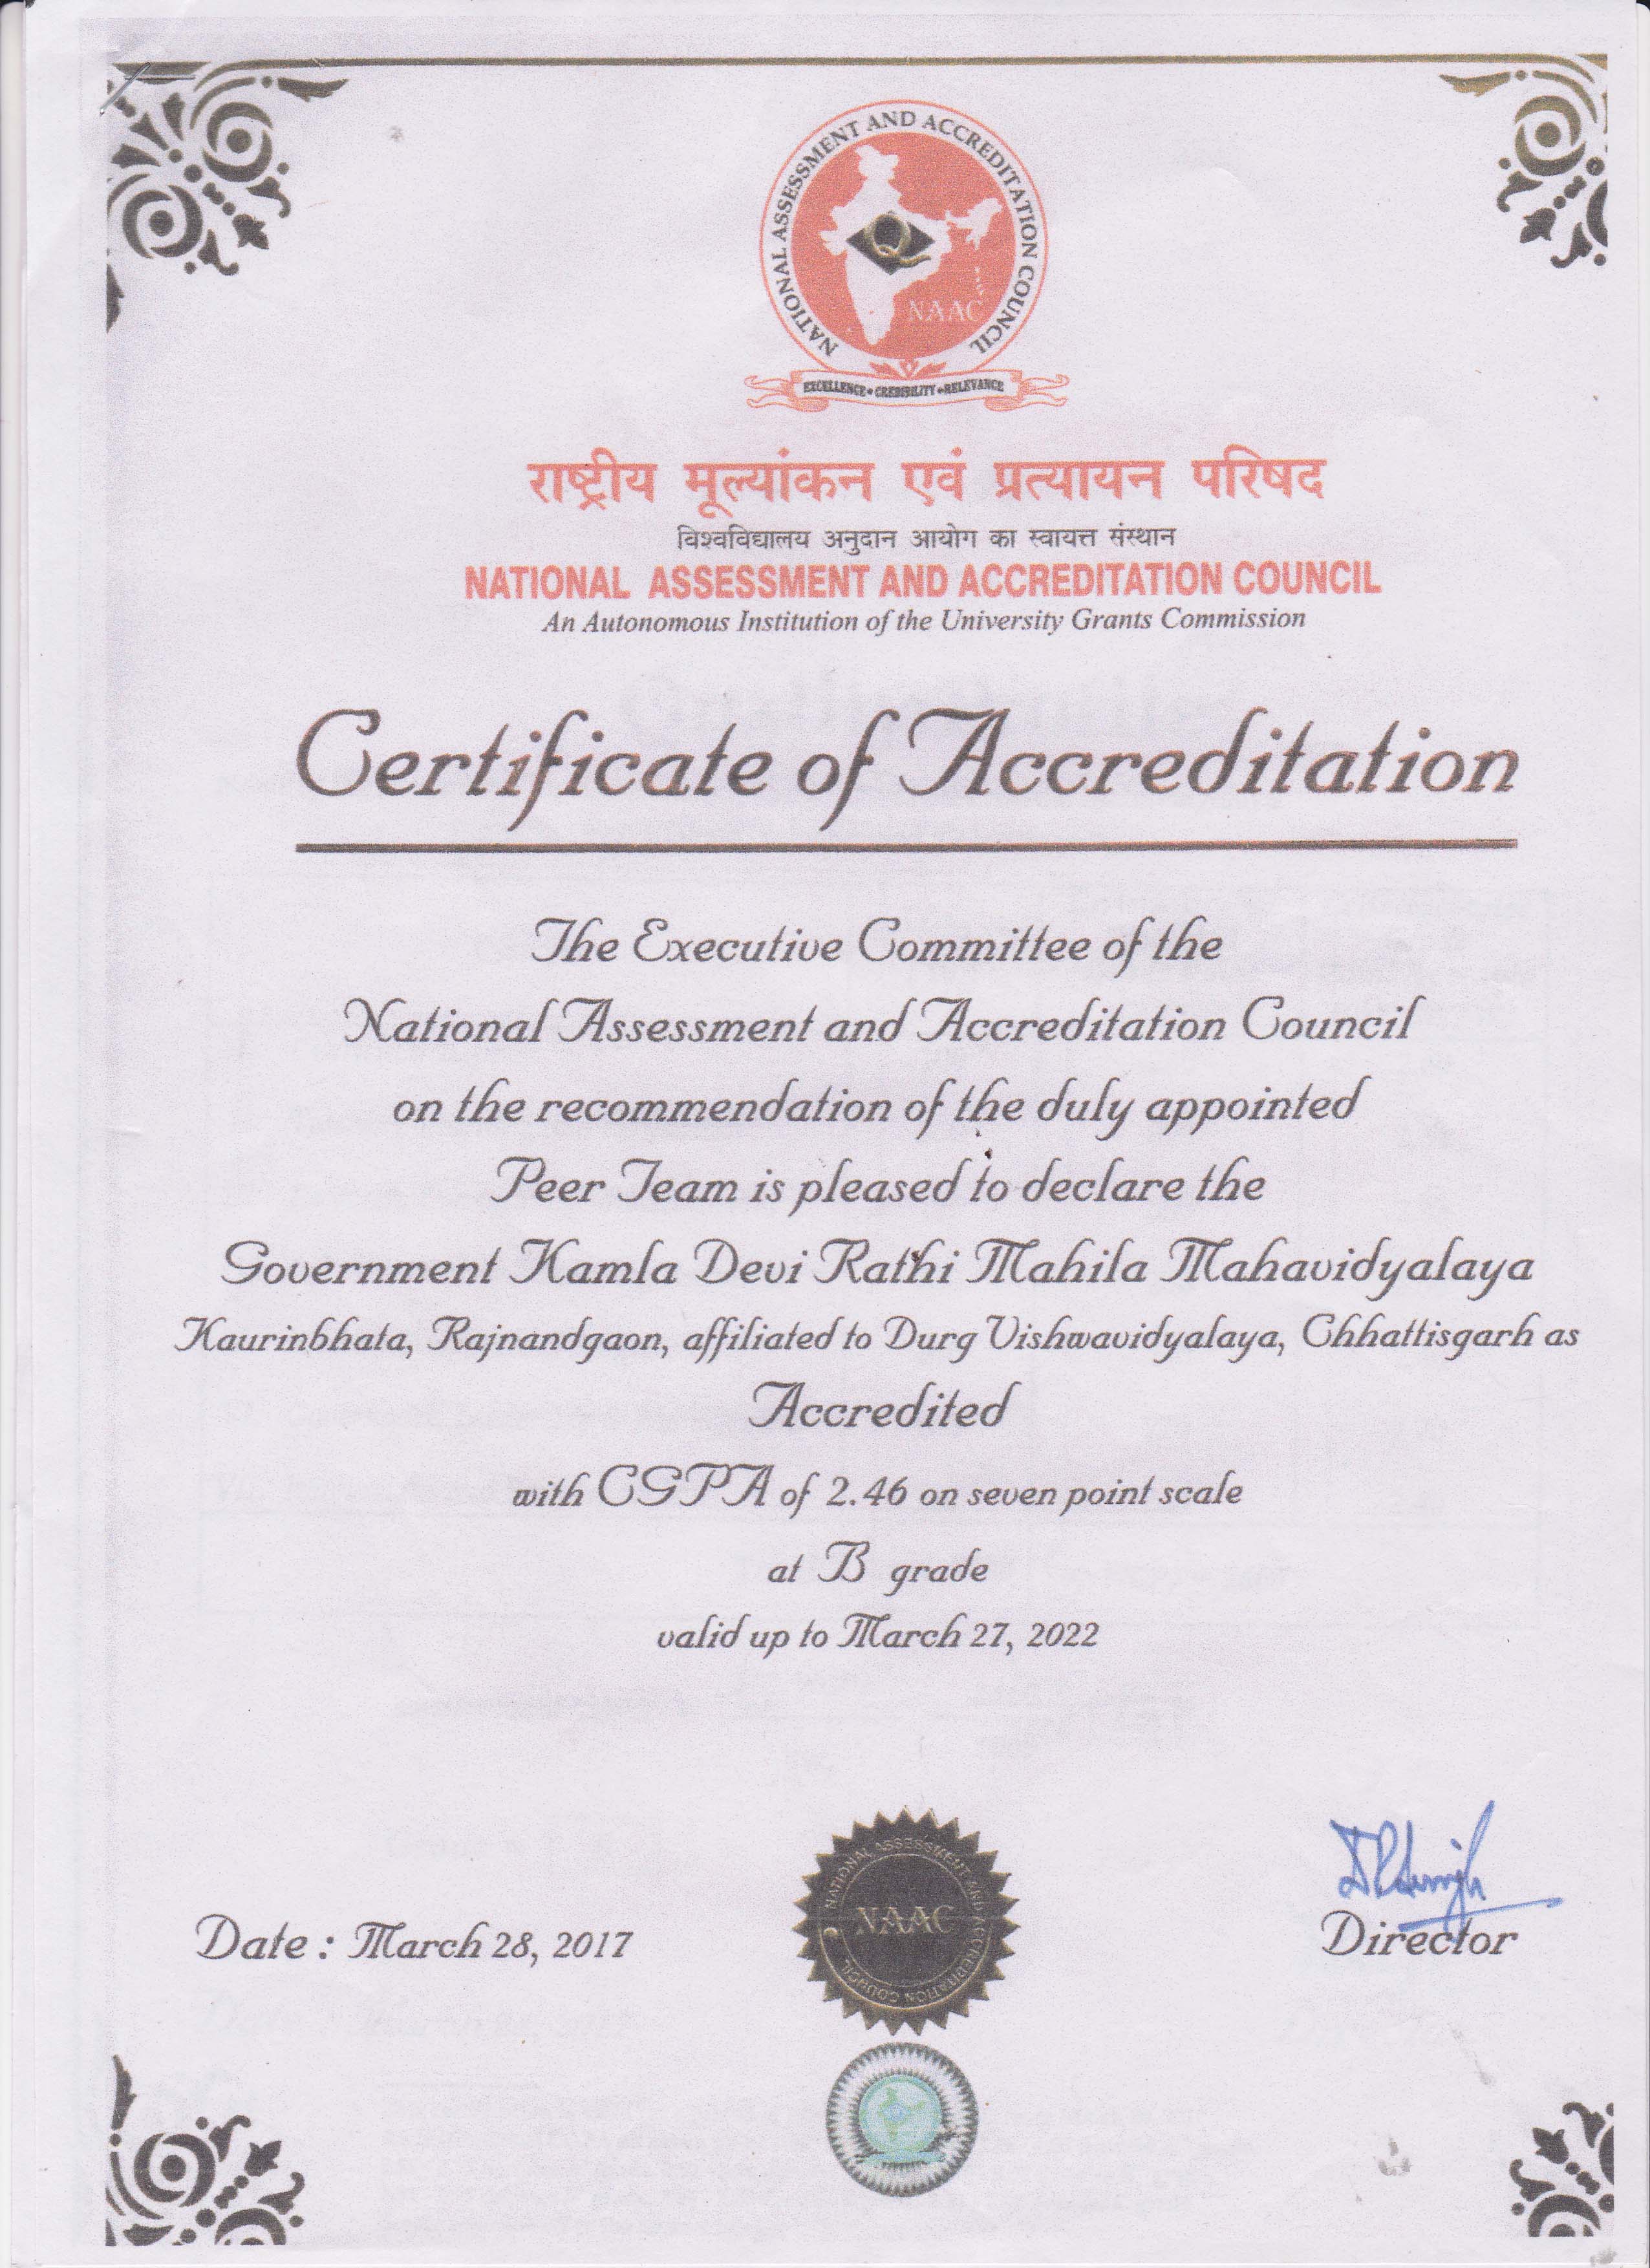 NATIONAL ASSESSMENT AND ACCREDITATION COUNCIL
Q
NAAC
EXCELLENCE • CREDIBILITY • RELEVANCE
राष्ट्रीय मूल्यांकन एवं प्रत्यायन परिषद
विश्वविद्यालय अनुदान आयोग का स्वायत्त संस्थान
NATIONAL ASSESSMENT AND ACCREDITATION COUNCIL
An Autonomous Institution of the University Grants Commission
Certificate of Accreditation
The Executive Committee of the
National Assessment and Accreditation Council
on the recommendation of the duly appointed
Peer Team is pleased to declare the
Government Kamla Devi Rathi Mahila Mahavidyalaya
Kaurinbhata, Rajnandgaon, affiliated to Durg Vishwavidyalaya, Chhattisgarh as
Accredited
with CGPA of 2.46 on seven point scale
at B grade
valid up to March 27, 2022
NATIONAL ASSESSMENT AND ACCREDITATION COUNCIL
NAAC
Date : March 28, 2017
Director